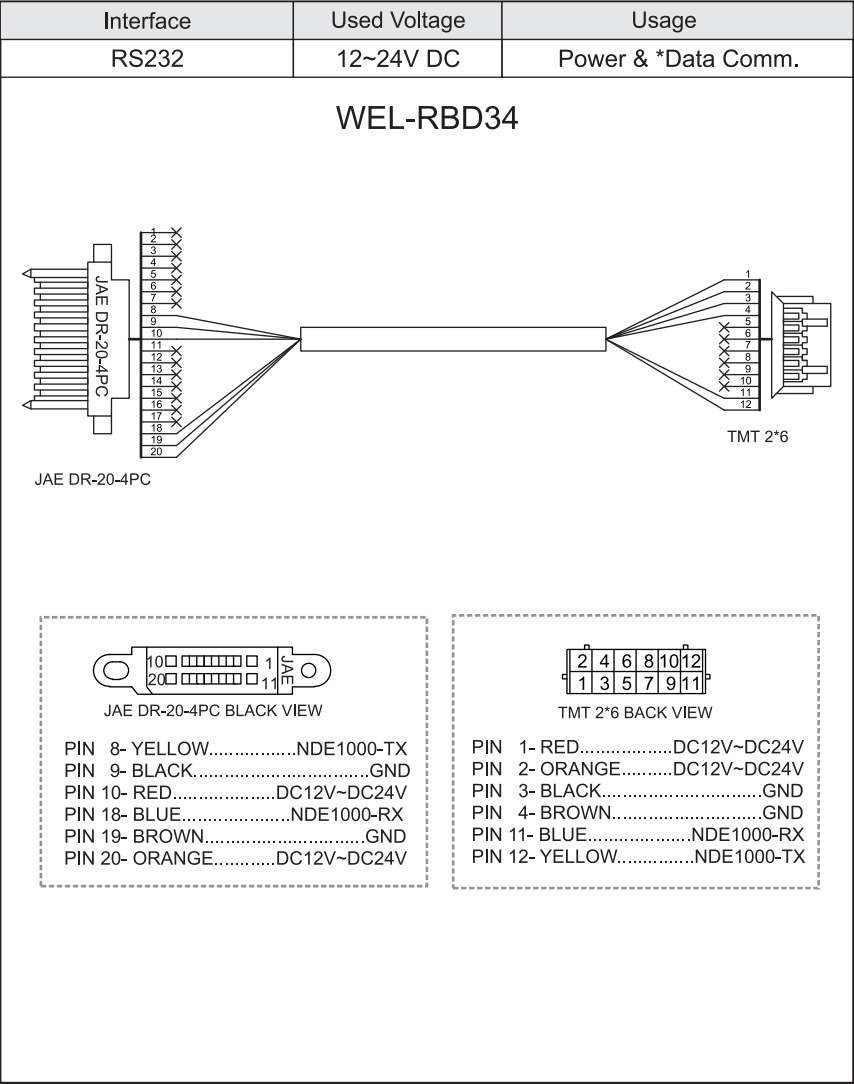 Interface Used Voltage Usage
RS232 12~24V DC Power & *Data Comm.
WEL-RBD34
JAE DR-20-4PC
1
2
3
4
5
6
7
8
9
10
11
12
13
14
15
16
17
18
19
20
JAE DR-20-4PC
1
2
3
4
5
6
7
8
9
10
11
12
TMT 2*6
10 1
20 11
JAE
JAE DR-20-4PC BLACK VIEW
PIN 8- YELLOW.................NDE1000-TX
PIN 9- BLACK..............................GND
PIN 10- RED.................DC12V~DC24V
PIN 18- BLUE....................NDE1000-RX
PIN 19- BROWN...........................GND
PIN 20- ORANGE............DC12V~DC24V
2 4 6 8 10 12
1 3 5 7 9 11
TMT 2*6 BACK VIEW
PIN 1- RED..................DC12V~DC24V
PIN 2- ORANGE..........DC12V~DC24V
PIN 3- BLACK............................GND
PIN 4- BROWN..........................GND
PIN 11- BLUE....................NDE1000-RX
PIN 12- YELLOW...............NDE1000-TX